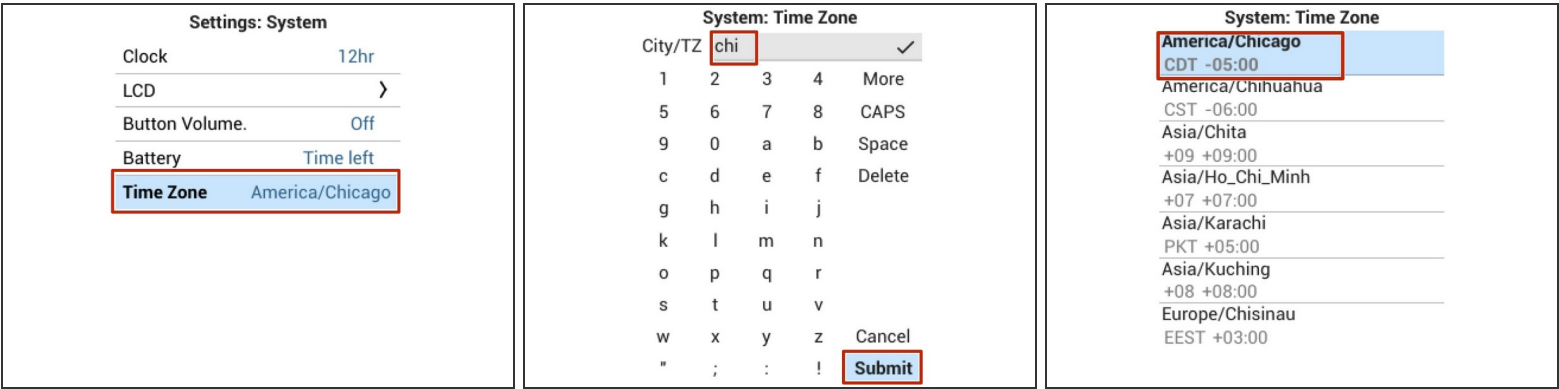 Settings: System
Clock 12hr
LCD >
Button Volume. Off
Battery Time left
Time Zone America/Chicago
System: Time Zone
City/TZ chi ✓
1 2 3 4 More
5 6 7 8 CAPS
9 0 a b Space
c d e f Delete
g h i j
k l m n
o p q r
s t u v
w x y z Cancel
" ; : ! Submit
System: Time Zone
America/Chicago
CDT -05:00
America/Chihuahua
CST -06:00
Asia/Chita
+09 +09:00
Asia/Ho_Chi_Minh
+07 +07:00
Asia/Karachi
PKT +05:00
Asia/Kuching
+08 +08:00
Europe/Chisinau
EEST +03:00